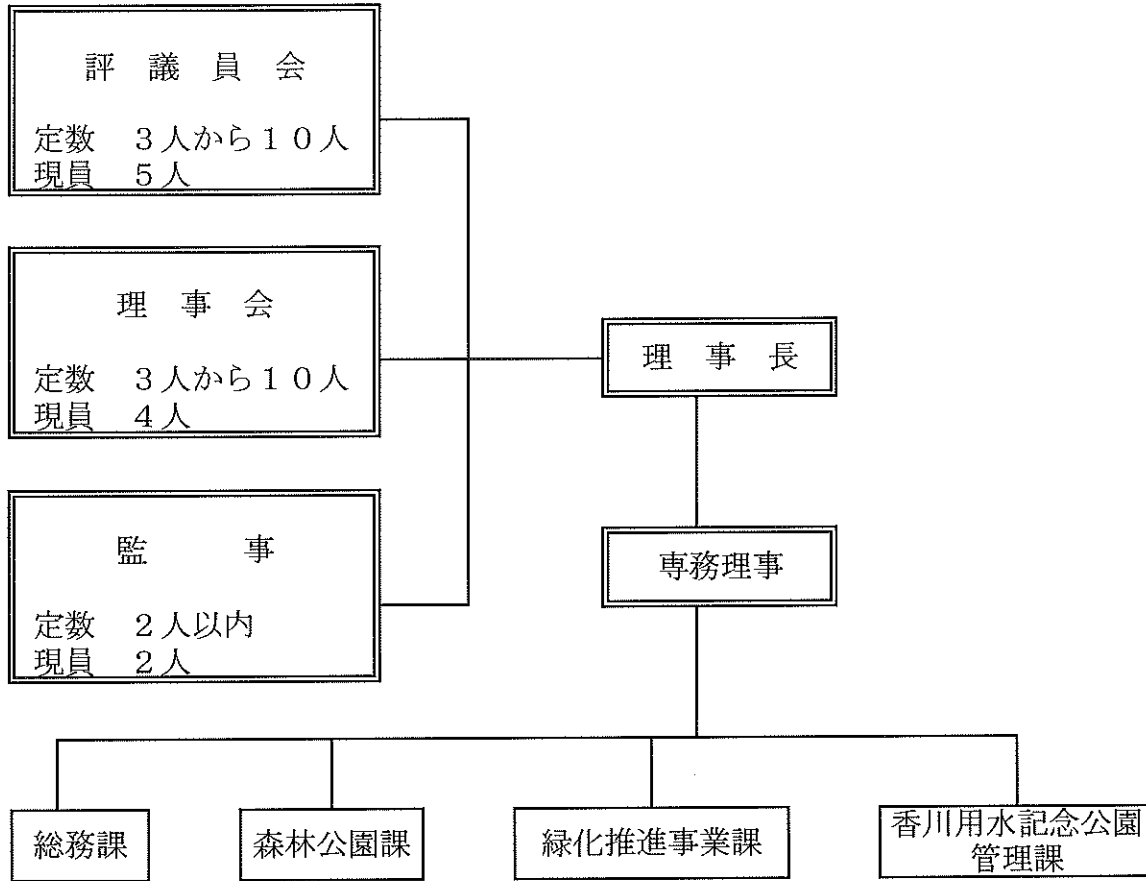 評議員会
定数　３人から１０人
現員　５人
理事会
定数　３人から１０人
現員　４人
監事
定数　２人以内
現員　２人
理事長
専務理事
総務課
森林公園課
緑化推進事業課
香川用水記念公園
管理課